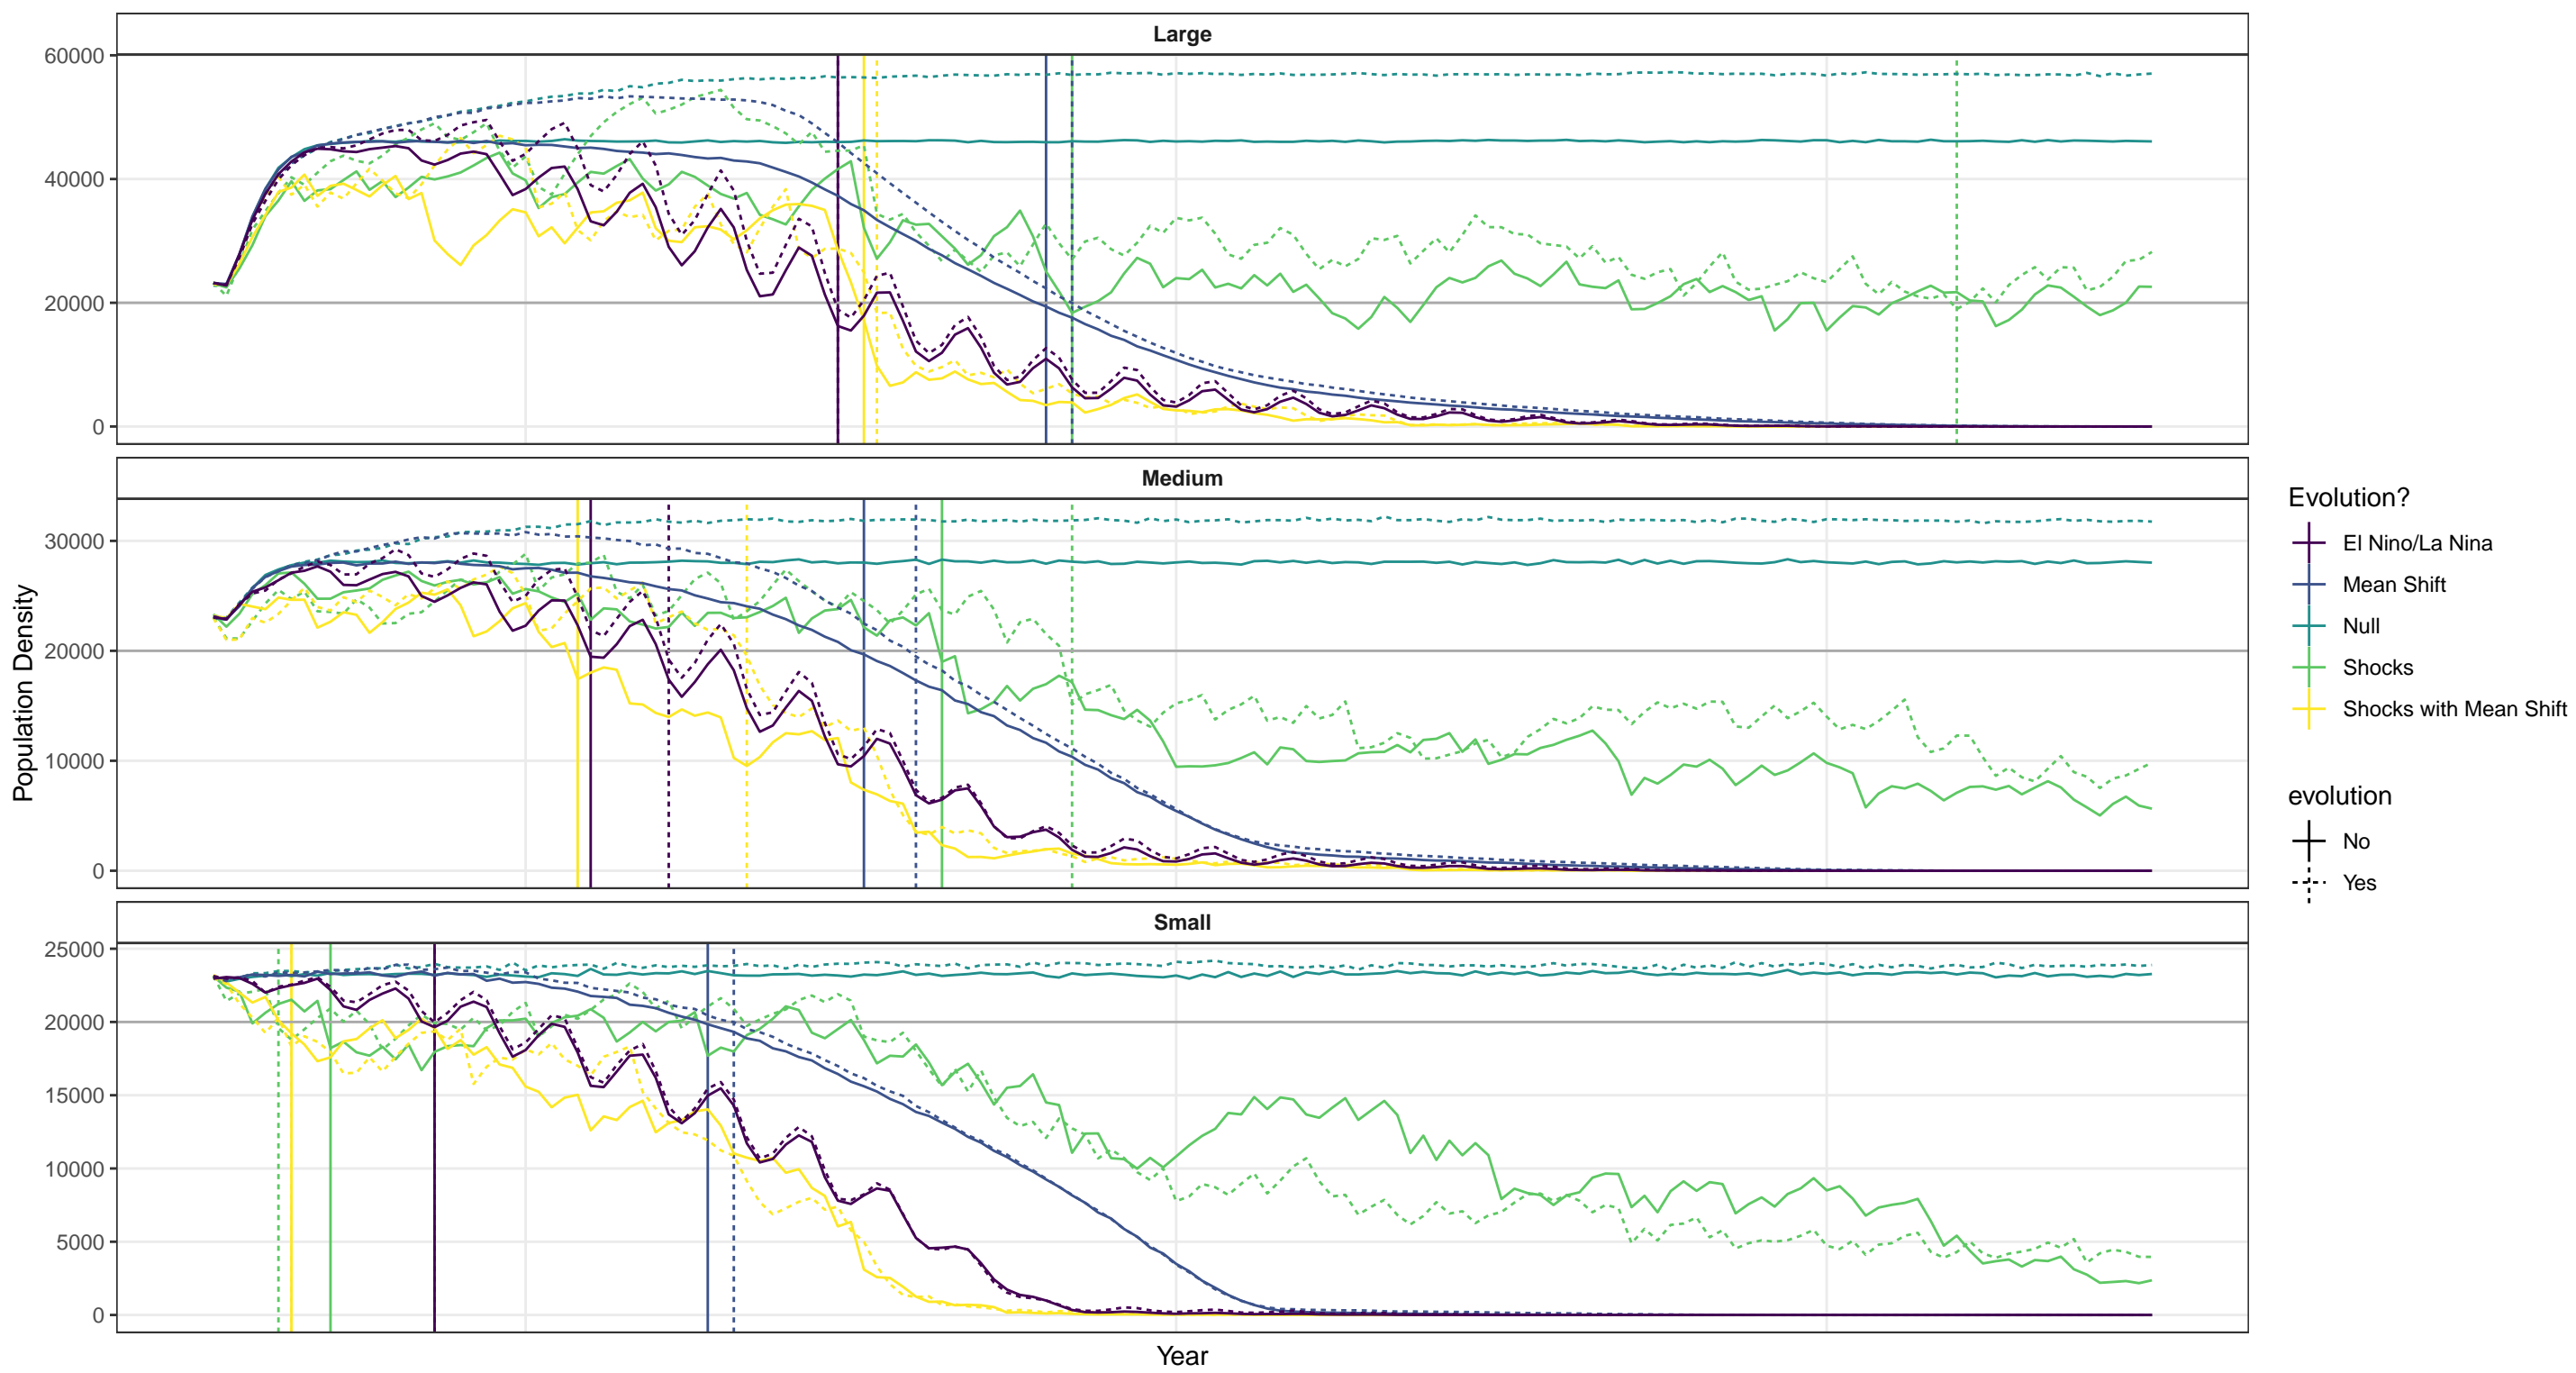 Large
60000
40000
20000
0
Medium
30000
20000
10000
0
Small
25000
20000
15000
10000
5000
0
Population Density
Year
Evolution?
El Nino/La Nina
Mean Shift
Null
Shocks
Shocks with Mean Shift
evolution
No
Yes